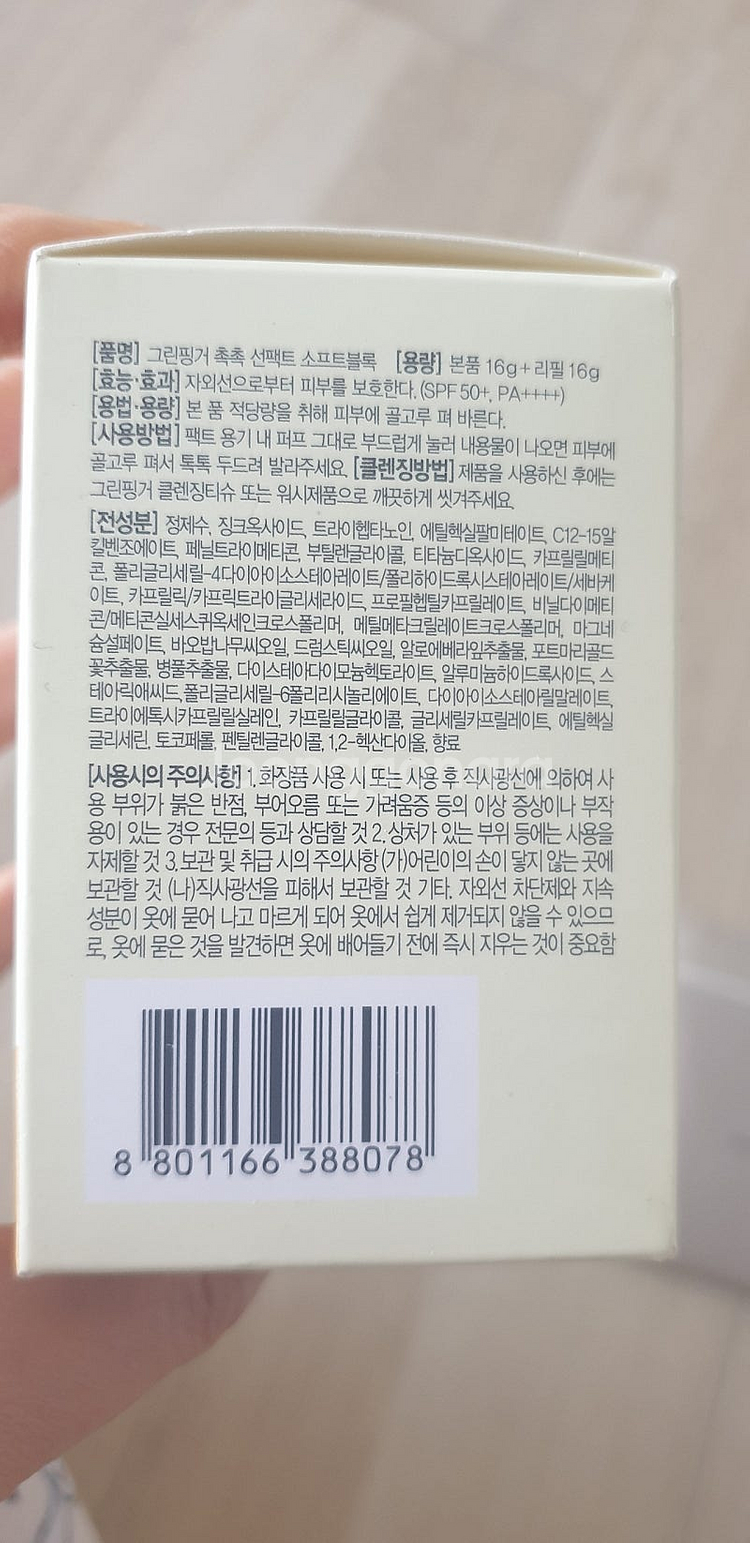 [품명] 그린핑거 촉촉 선팩트 소프트블록 [용량] 본품 16g+리필 16g
[효능·효과] 자외선으로부터 피부를 보호한다. (SPF 50+, PA++++)
[용법·용량] 본 품 적당량을 취해 피부에 골고루 펴 바른다.
[사용방법] 팩트 용기 내 퍼프 그대로 부드럽게 눌러 내용물이 나오면 피부에
골고루 펴서 톡톡 두드려 발라주세요. [클렌징방법] 제품을 사용하신 후에는
그린핑거 클렌징티슈 또는 워시제품으로 깨끗하게 씻겨주세요.
[전성분] 정제수, 징크옥사이드, 트라이헵타노인, 에틸헥실팔미테이트, C12-15알
킬벤조에이트, 페닐트라이메티콘, 부틸렌글라이콜, 티타늄디옥사이드, 카프릴릴메티
콘, 폴리글리세릴-4다이아이소스테아레이트/폴리하이드록시스테아레이트/세바케
이트, 카프릴릭/카프릭트라이글리세라이드, 프로필헵틸카프릴레이트, 비닐다이메티
콘/메티콘실세스퀴옥세인크로스폴리머, 메틸메타크릴레이트크로스폴리머, 마그네
슘설페이트, 바오밥나무씨오일, 드럼스틱씨오일, 알로에베라잎추출물, 포트마리골드
꽃추출물, 병풀추출물, 다이스테아다이모늄헥토라이트, 알루미늄하이드록사이드, 스
테아릭애씨드, 폴리글리세릴-6폴리리시놀리에이트, 다이아이소스테아릴말레이트,
트라이에톡시카프릴릴실레인, 카프릴릴글라이콜, 글리세릴카프릴레이트, 에틸헥실
글리세린, 토코페롤, 펜틸렌글라이콜, 1,2-헥산다이올, 향료
[사용시의 주의사항] 1. 화장품 사용 시 또는 사용 후 직사광선에 의하여 사
용 부위가 붉은 반점, 부어오름 또는 가려움증 등의 이상 증상이나 부작
용이 있는 경우 전문의 등과 상담할 것 2. 상처가 있는 부위 등에는 사용을
자제할 것 3. 보관 및 취급 시의 주의사항 (가)어린이의 손이 닿지 않는 곳에
보관할 것 (나)직사광선을 피해서 보관할 것 기타. 자외선 차단제와 지속
성분이 옷에 묻어 나고 마르게 되어 옷에서 쉽게 제거되지 않을 수 있으므
로, 옷에 묻은 것을 발견하면 옷에 배어들기 전에 즉시 지우는 것이 중요함
8 801166 388078